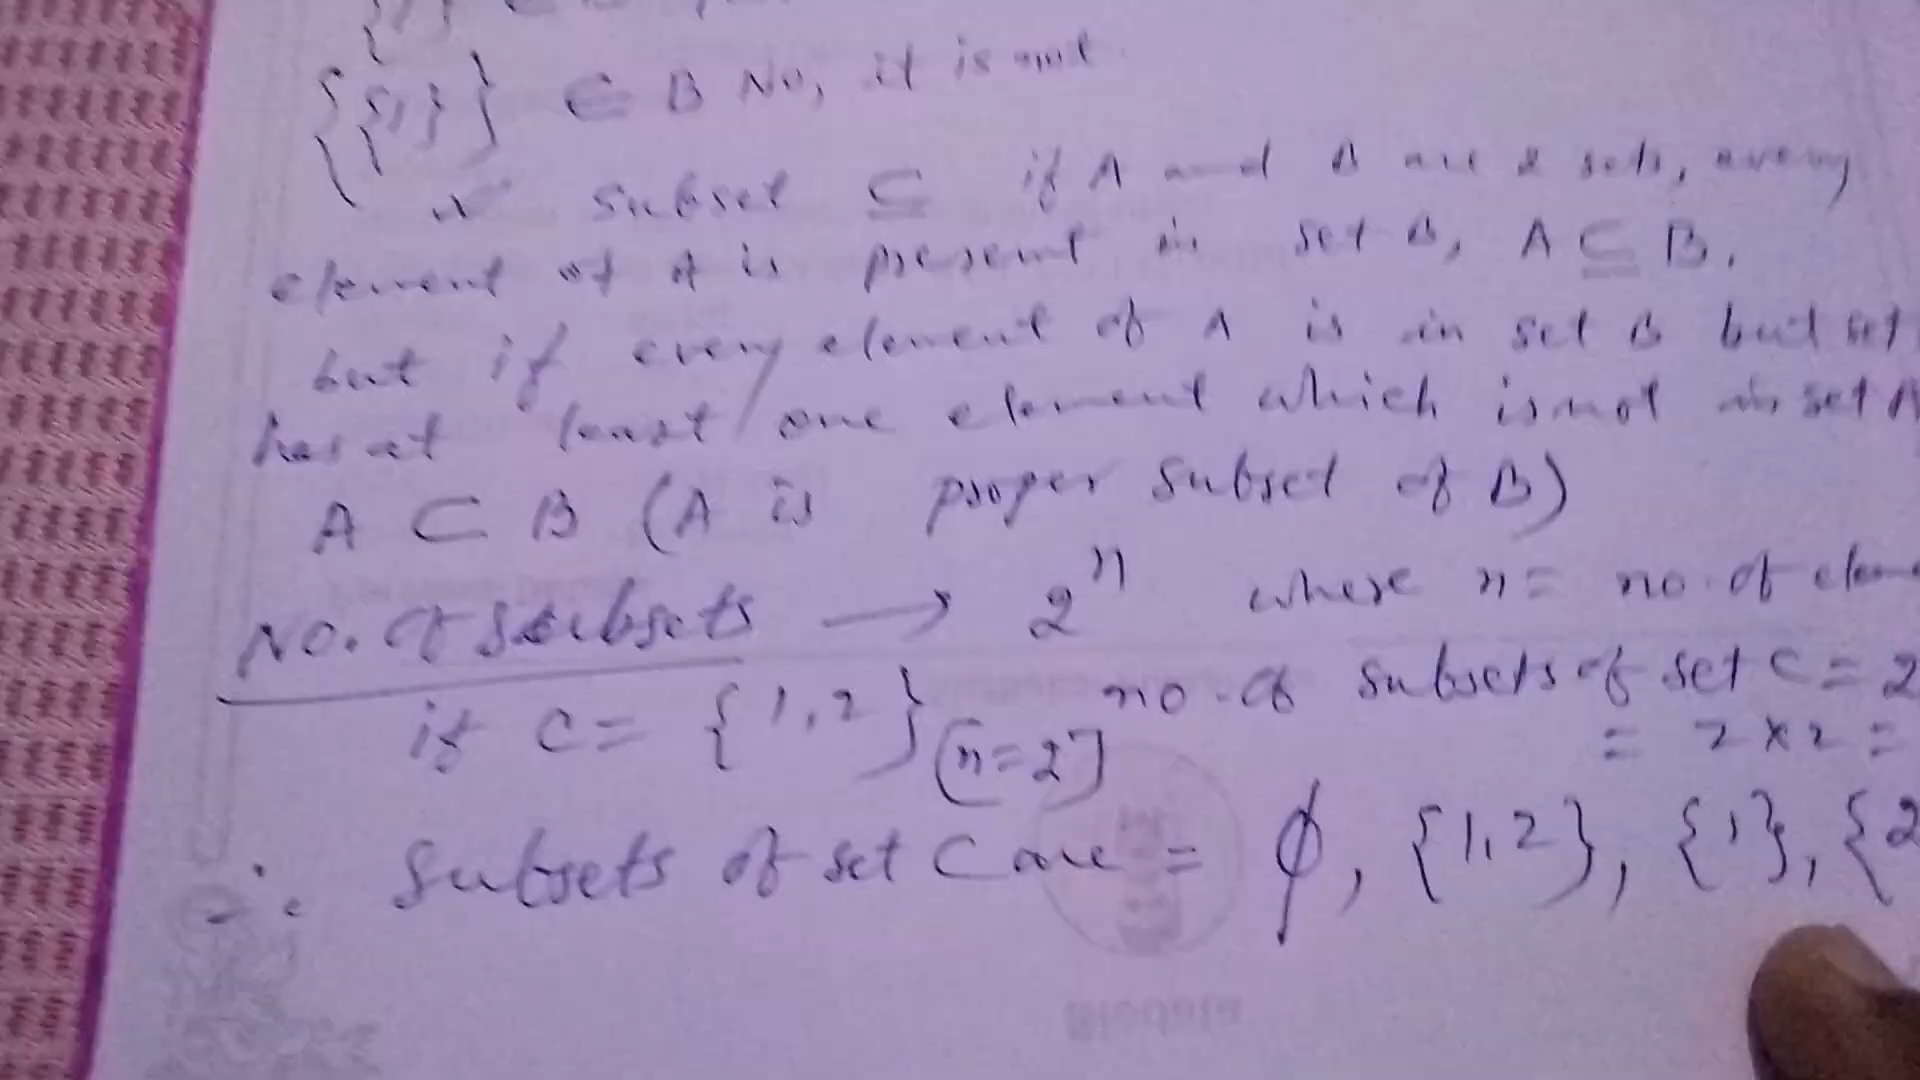 {{1}} ∈ B No, it is not
subset ⊆ if A and B are 2 sets, every
element of A is present in set B, A ⊆ B.
but if every element of A is in set B but set
has at least one element which is not in set A
A ⊂ B (A is proper subset of B)
No. of subsets → 2ⁿ where n = no. of eleme
if C = {1,2} [n=2] no. of subsets of set C = 2
= 2 × 2 =
∴ Subsets of set C are = ϕ, {1,2}, {1}, {2